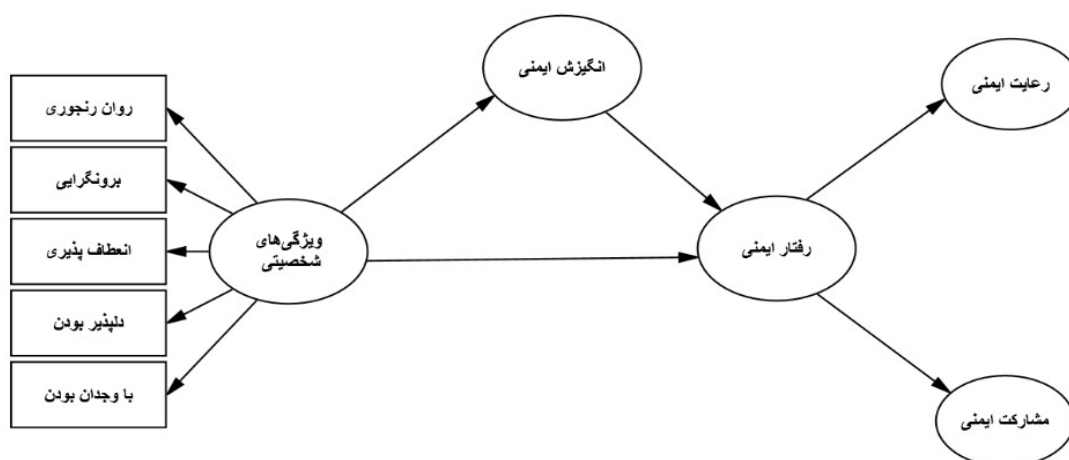 انگیزش ایمنی
رعایت ایمنی
روان رنجوری
برونگرایی
انعطاف پذیری
دلپذیر بودن
با وجدان بودن
ویژگی‌های
شخصیتی
رفتار ایمنی
مشارکت ایمنی